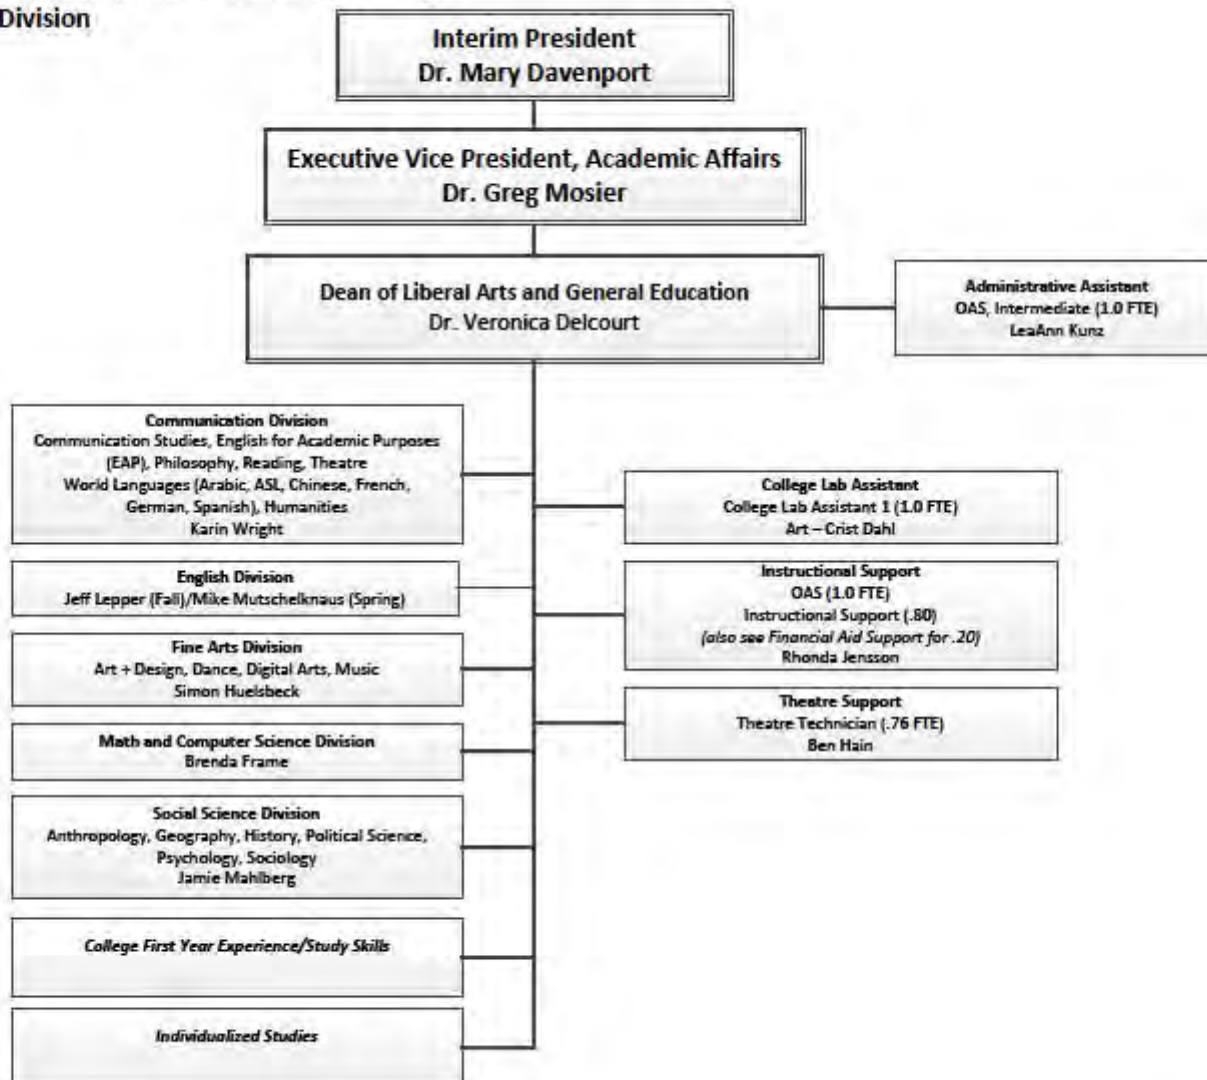 Division
Interim President
Dr. Mary Davenport
Executive Vice President, Academic Affairs
Dr. Greg Mosier
Dean of Liberal Arts and General Education
Dr. Veronica Delcourt
Administrative Assistant
OAS, Intermediate (1.0 FTE)
LeaAnn Kunz
Communication Division
Communication Studies, English for Academic Purposes
(EAP), Philosophy, Reading, Theatre
World Languages (Arabic, ASL, Chinese, French,
German, Spanish), Humanities
Karin Wright
English Division
Jeff Lepper (Fall)/Mike Mutschelknaus (Spring)
Fine Arts Division
Art + Design, Dance, Digital Arts, Music
Simon Huelsbeck
Math and Computer Science Division
Brenda Frame
Social Science Division
Anthropology, Geography, History, Political Science,
Psychology, Sociology
Jamie Mahlberg
College First Year Experience/Study Skills
Individualized Studies
College Lab Assistant
College Lab Assistant 1 (1.0 FTE)
Art – Crist Dahl
Instructional Support
OAS (1.0 FTE)
Instructional Support (.80)
(also see Financial Aid Support for .20)
Rhonda Jensson
Theatre Support
Theatre Technician (.76 FTE)
Ben Hain